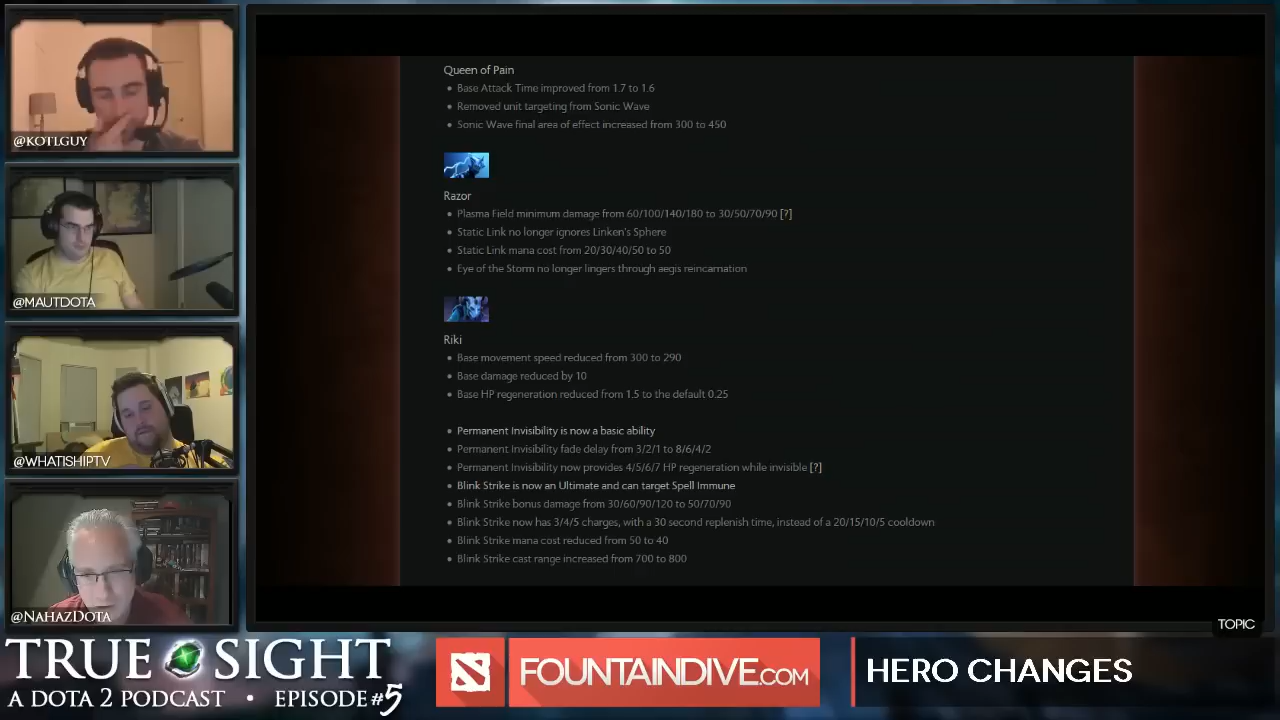 @KOTLGUY
@MAUTDOTA
@WHATISHIPTV
@NAHAZDOTA
Queen of Pain
• Base Attack Time improved from 1.7 to 1.6
• Removed unit targeting from Sonic Wave
• Sonic Wave final area of effect increased from 300 to 450
Razor
• Plasma Field minimum damage from 60/100/140/180 to 30/50/70/90 [?]
• Static Link no longer ignores Linken's Sphere
• Static Link mana cost from 20/30/40/50 to 50
• Eye of the Storm no longer lingers through aegis reincarnation
Riki
• Base movement speed reduced from 300 to 290
• Base damage reduced by 10
• Base HP regeneration reduced from 1.5 to the default 0.25
• Permanent Invisibility is now a basic ability
• Permanent Invisibility fade delay from 3/2/1 to 8/6/4/2
• Permanent Invisibility now provides 4/5/6/7 HP regeneration while invisible [?]
• Blink Strike is now an Ultimate and can target Spell Immune
• Blink Strike bonus damage from 30/60/90/120 to 50/70/90
• Blink Strike now has 3/4/5 charges, with a 30 second replenish time, instead of a 20/15/10/5 cooldown
• Blink Strike mana cost reduced from 50 to 40
• Blink Strike cast range increased from 700 to 800
TOPIC
TRUE SIGHT
A DOTA 2 PODCAST • EPISODE #5
FOUNTAINDIVE.COM
HERO CHANGES